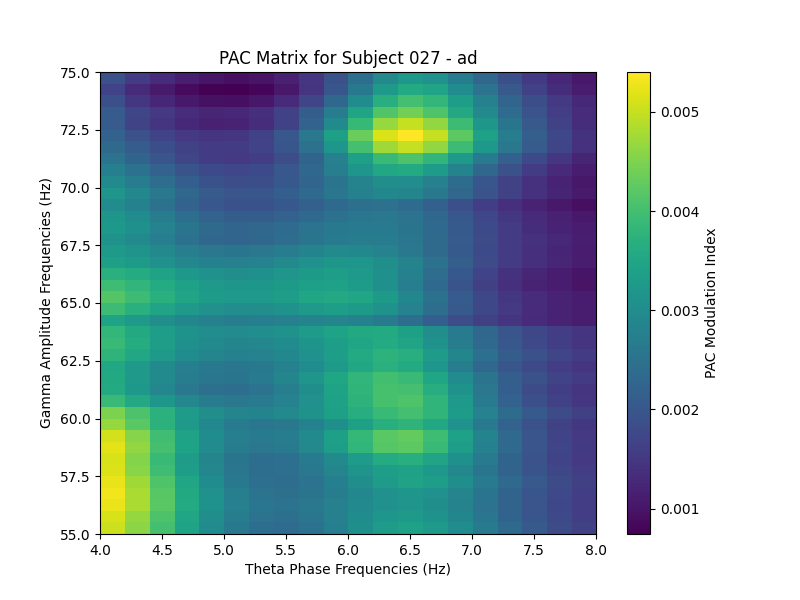 PAC Matrix for Subject 027 - ad
75.0
72.5
70.0
67.5
65.0
62.5
60.0
57.5
55.0
Gamma Amplitude Frequencies (Hz)
4.0 4.5 5.0 5.5 6.0 6.5 7.0 7.5 8.0
Theta Phase Frequencies (Hz)
0.005
0.004
0.003
0.002
0.001
PAC Modulation Index